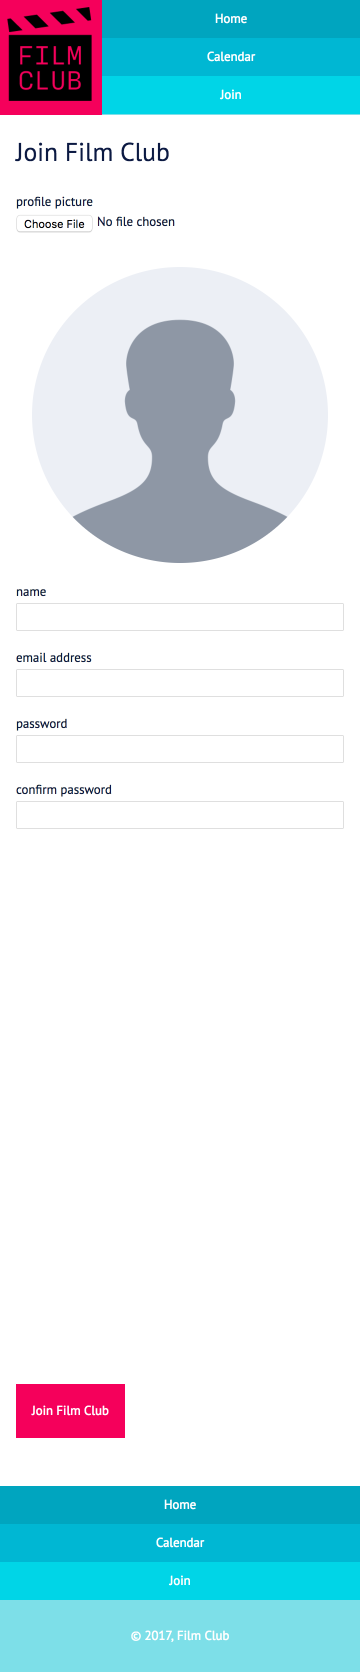 FILM
CLUB
Home
Calendar
Join
Join Film Club
profile picture
Choose File No file chosen
name
email address
password
confirm password
Join Film Club
Home
Calendar
Join
© 2017, Film Club